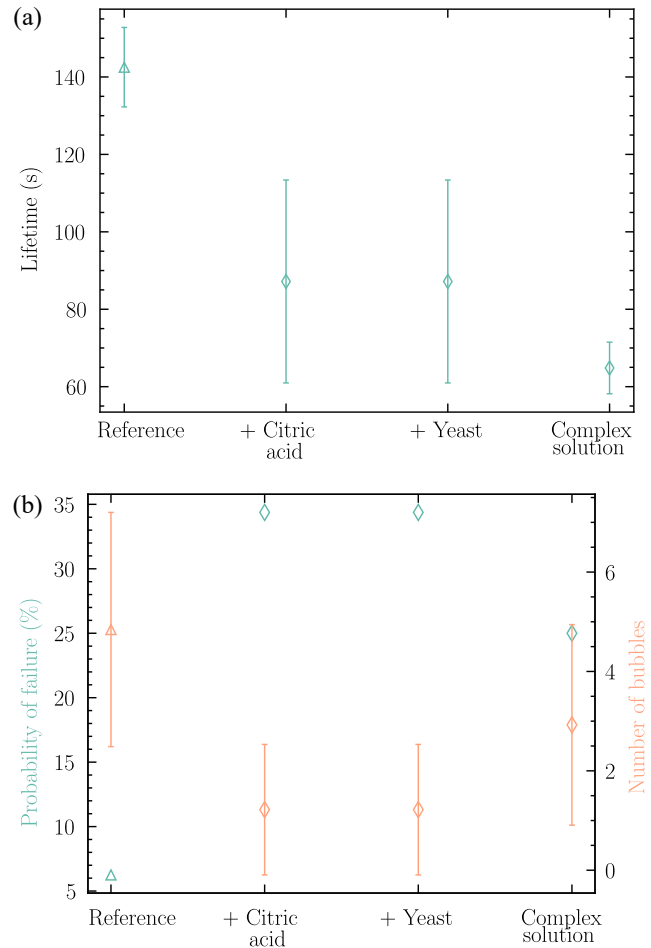 (a)
Lifetime (s)
140
120
100
80
60
Reference
+ Citric
acid
+ Yeast
Complex
solution
(b)
Probability of failure (%)
35
30
25
20
15
10
5
6
4
2
0
Number of bubbles
Reference
+ Citric
acid
+ Yeast
Complex
solution